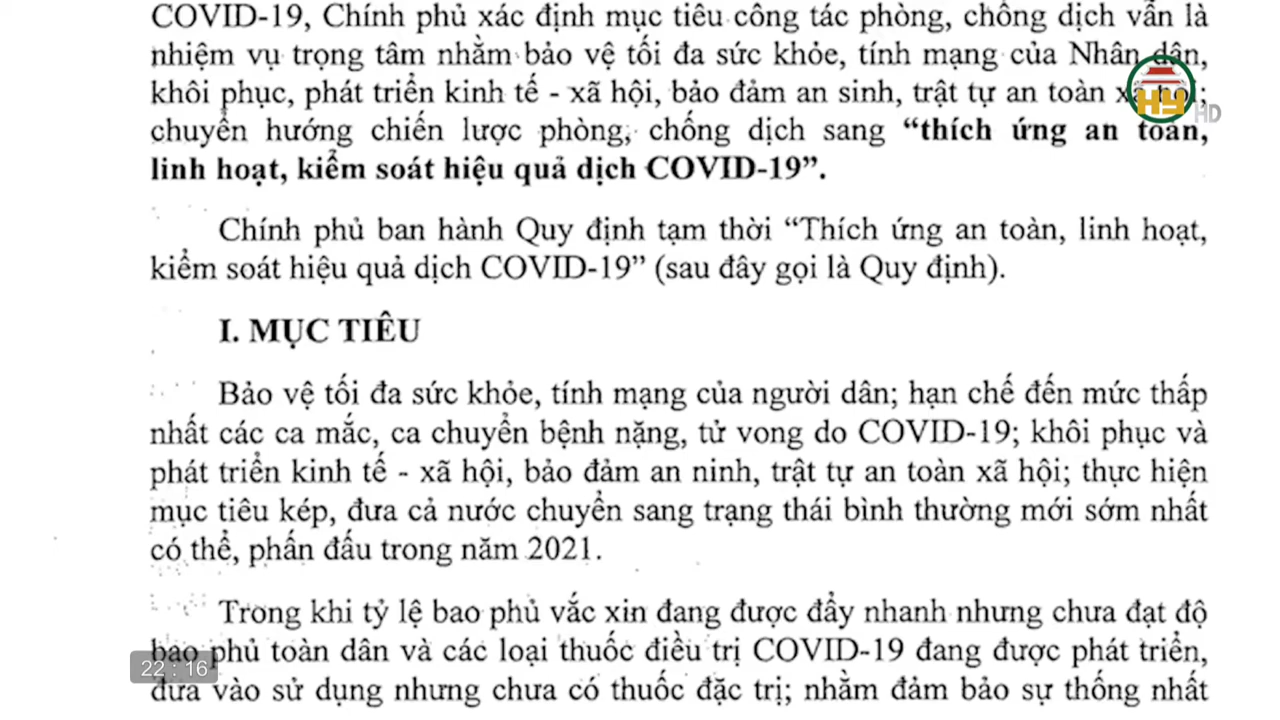 COVID-19, Chính phủ xác định mục tiêu công tác phòng, chống dịch vẫn là
nhiệm vụ trọng tâm nhằm bảo vệ tối đa sức khỏe, tính mạng của Nhân dân,
khôi phục, phát triển kinh tế - xã hội, bảo đảm an sinh, trật tự an toàn xã hội;
chuyển hướng chiến lược phòng, chống dịch sang “thích ứng an toàn,
linh hoạt, kiểm soát hiệu quả dịch COVID-19”.
Chính phủ ban hành Quy định tạm thời “Thích ứng an toàn, linh hoạt,
kiểm soát hiệu quả dịch COVID-19” (sau đây gọi là Quy định).
I. MỤC TIÊU
Bảo vệ tối đa sức khỏe, tính mạng của người dân; hạn chế đến mức thấp
nhất các ca mắc, ca chuyển bệnh nặng, tử vong do COVID-19; khôi phục và
phát triển kinh tế - xã hội, bảo đảm an ninh, trật tự an toàn xã hội; thực hiện
mục tiêu kép, đưa cả nước chuyển sang trạng thái bình thường mới sớm nhất
có thể, phấn đấu trong năm 2021.
Trong khi tỷ lệ bao phủ vắc xin đang được đẩy nhanh nhưng chưa đạt độ
bao phủ toàn dân và các loại thuốc điều trị COVID-19 đang được phát triển,
đưa vào sử dụng nhưng chưa có thuốc đặc trị; nhằm đảm bảo sự thống nhất
HY HD
22 : 16